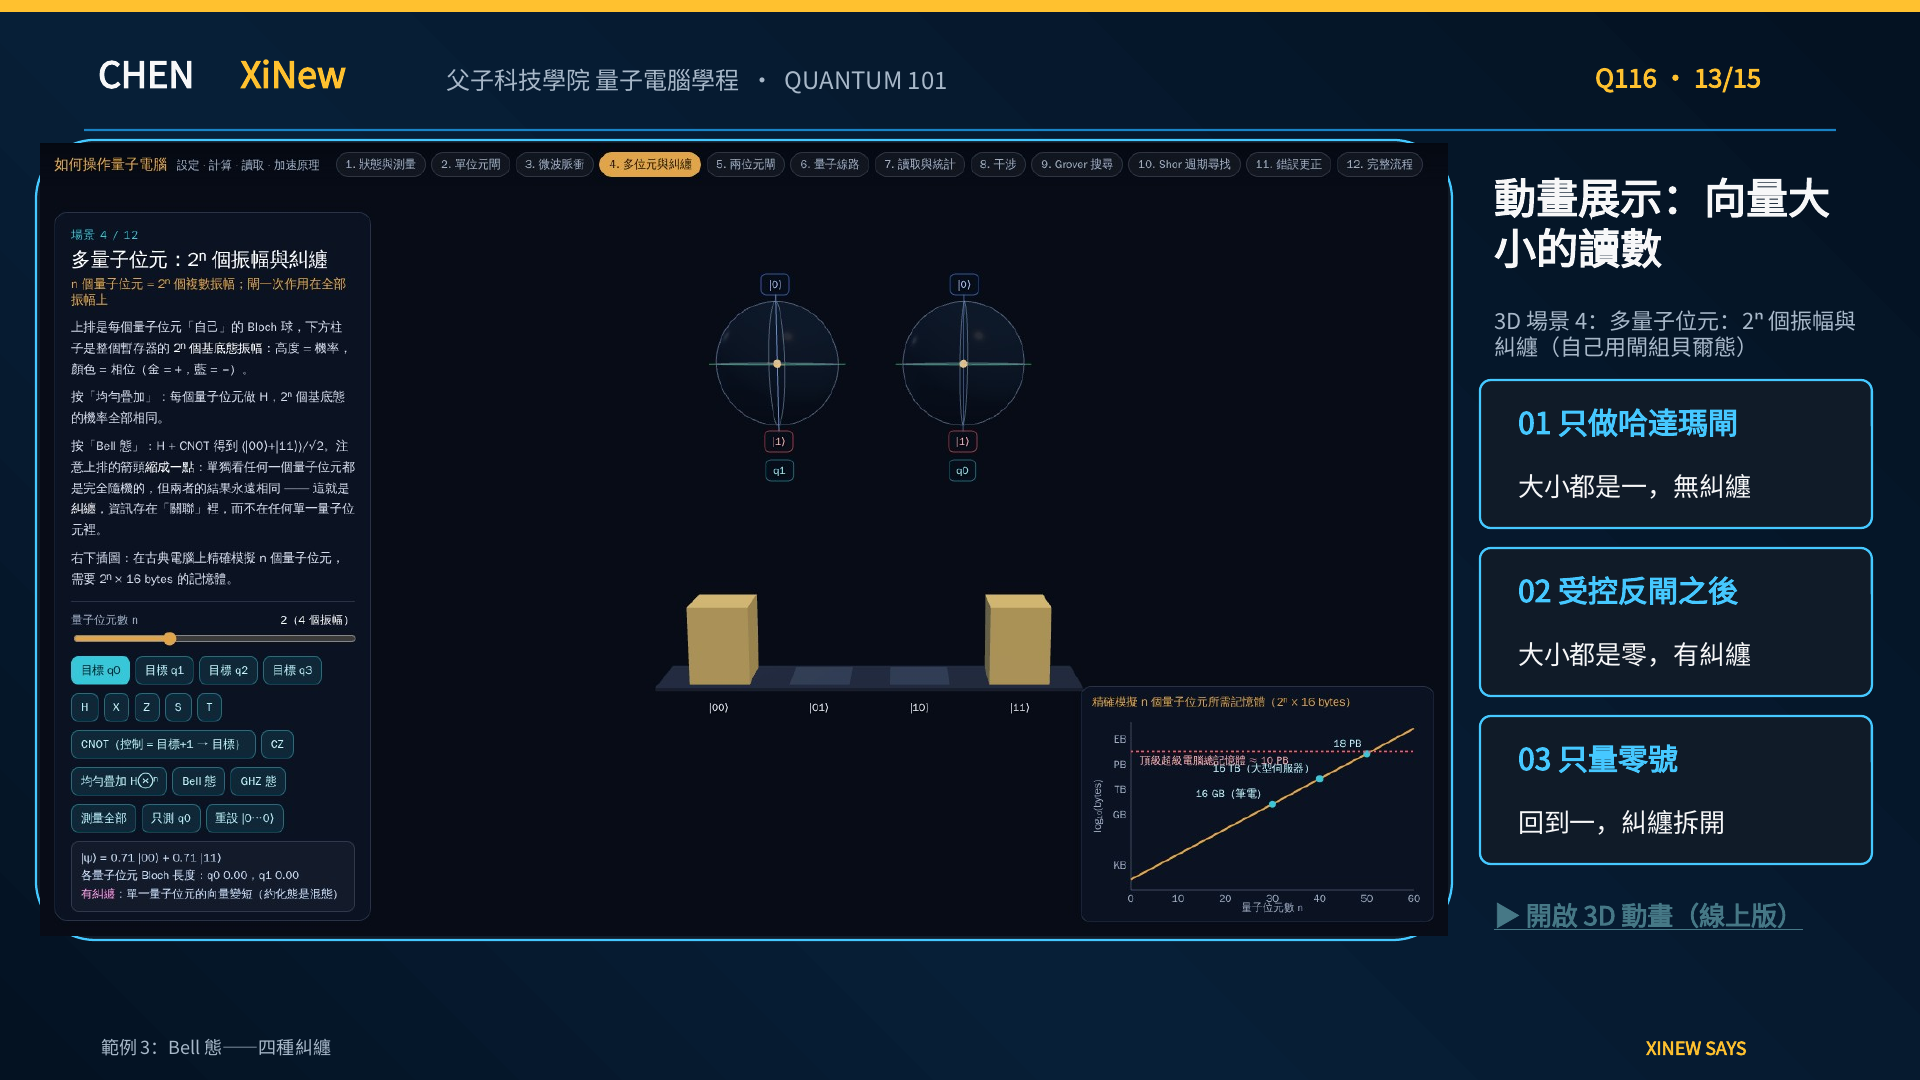 CHEN XiNew 父子科技學院 量子電腦學程 · QUANTUM 101 Q116 · 13/15
如何操作量子電腦 設定 · 計算 · 讀取 · 加速原理 1. 狀態與測量 2. 單位元閘 3. 微波脈衝 4. 多位元與糾纏 5. 兩位元閘 6. 量子線路 7. 讀取與統計 8. 干涉 9. Grover 搜尋 10. Shor 週期尋找 11. 錯誤更正 12. 完整流程
場景 4 / 12
多量子位元：2ⁿ 個振幅與糾纏
n 個量子位元 = 2ⁿ 個複數振幅；閘一次作用在全部
振幅上
上排是每個量子位元「自己」的 Bloch 球，下方柱
子是整個暫存器的 2ⁿ 個基底態振幅：高度 = 機率，
顏色 = 相位（金 = +，藍 = −）。
按「均勻疊加」：每個量子位元做 H，2ⁿ 個基底態
的機率全部相同。
按「Bell 態」：H + CNOT 得到 (|00⟩+|11⟩)/√2。注
意上排的箭頭縮成一點：單獨看任何一個量子位元都
是完全隨機的，但兩者的結果永遠相同 —— 這就是
糾纏，資訊存在「關聯」裡，而不在任何單一量子位
元裡。
右下插圖：在古典電腦上精確模擬 n 個量子位元，
需要 2ⁿ × 16 bytes 的記憶體。
量子位元數 n 2（4 個振幅）
目標 q0 目標 q1 目標 q2 目標 q3
H X Z S T
CNOT（控制 = 目標+1 → 目標） CZ
均勻疊加 H⊗ⁿ Bell 態 GHZ 態
測量全部 只測 q0 重設 |0⋯0⟩
|ψ⟩ = 0.71 |00⟩ + 0.71 |11⟩
各量子位元 Bloch 長度：q0 0.00，q1 0.00
有糾纏：單一量子位元的向量變短（約化態是混態）
|0⟩ |0⟩
|1⟩ |1⟩
q1 q0
|00⟩ |01⟩ |10⟩ |11⟩
精確模擬 n 個量子位元所需記憶體（2ⁿ × 16 bytes）
EB
PB
TB
GB
KB
log₁₀(bytes)
18 PB
頂級超級電腦總記憶體 ≈ 10 PB
16 TB（大型伺服器）
16 GB（筆電）
0 10 20 30 40 50 60
量子位元數 n
動畫展示：向量大
小的讀數
3D 場景 4：多量子位元：2ⁿ 個振幅與
糾纏（自己用閘組貝爾態）
01 只做哈達瑪閘
大小都是一，無糾纏
02 受控反閘之後
大小都是零，有糾纏
03 只量零號
回到一，糾纏拆開
▶ 開啟 3D 動畫（線上版）
範例 3：Bell 態——四種糾纏
XINEW SAYS